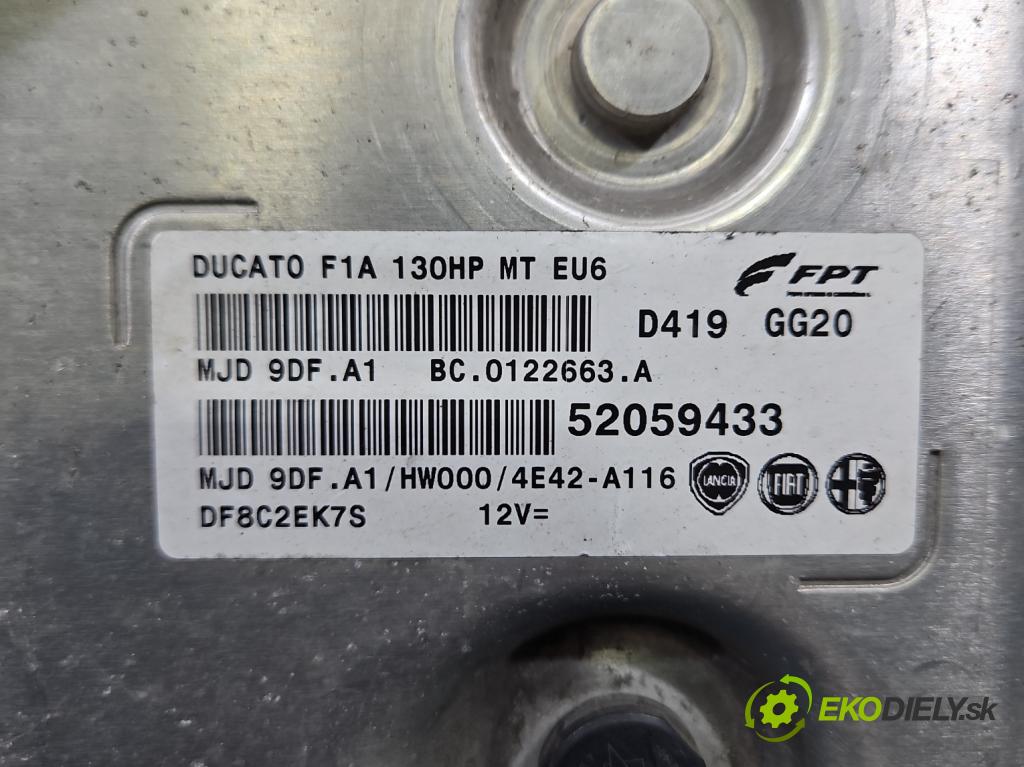 DUCATO F1A 130HP MT EU6
FPT
D419 GG20
MJD 9DF.A1 BC.0122663.A
52059433
MJD 9DF.A1/HW000/4E42-A116
LANCIA FIAT
DF8C2EK7S 12V=
EKODIELY.sk